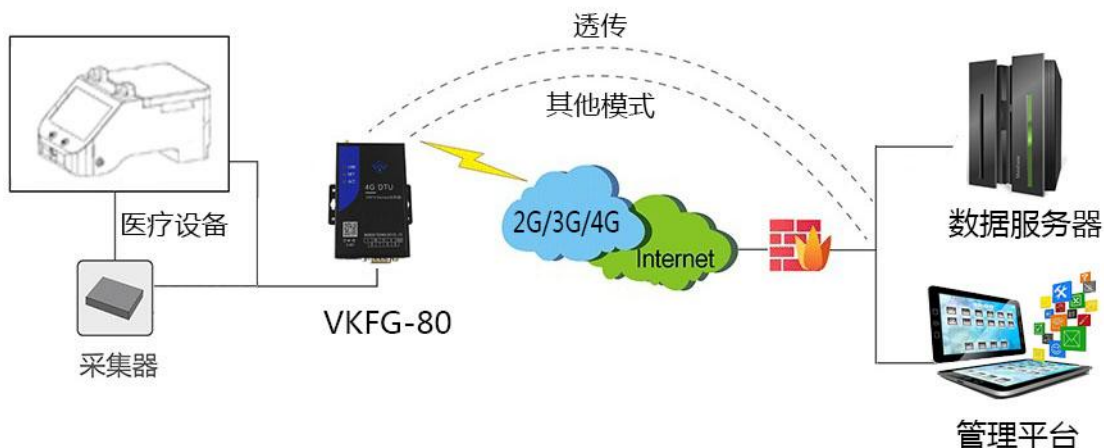 透传
其他模式
医疗设备
采集器
4G DTU
VKFG-80
2G/3G/4G
Internet
数据服务器
管理平台